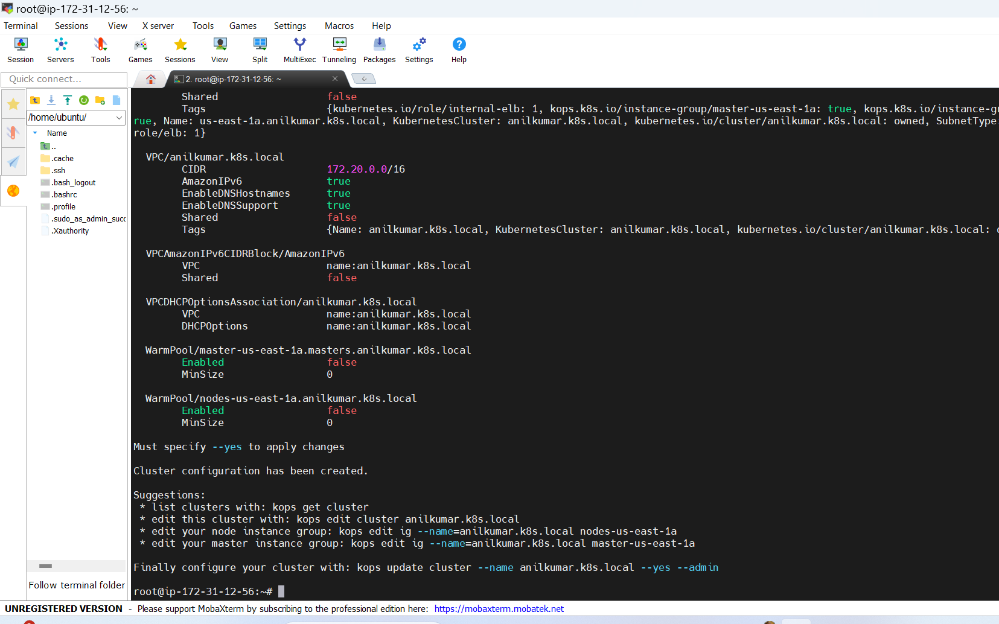 root@ip-172-31-12-56: ~
Terminal Sessions View X server Tools Games Settings Macros Help
Session Servers Tools Games Sessions View Split MultiExec Tunneling Packages Settings Help
Quick connect...
2. root@ip-172-31-12-56: ~
/home/ubuntu/
Name
..
.cache
.ssh
.bash_logout
.bashrc
.profile
.sudo_as_admin_succ
.Xauthority
Follow terminal folder
Shared false
Tags {kubernetes.io/role/internal-elb: 1, kops.k8s.io/instance-group/master-us-east-1a: true, kops.k8s.io/instance-g
rue, Name: us-east-1a.anilkumar.k8s.local, KubernetesCluster: anilkumar.k8s.local, kubernetes.io/cluster/anilkumar.k8s.local: owned, SubnetType
role/elb: 1}
VPC/anilkumar.k8s.local
CIDR 172.20.0.0/16
AmazonIPv6 true
EnableDNSHostnames true
EnableDNSSupport true
Shared false
Tags {Name: anilkumar.k8s.local, KubernetesCluster: anilkumar.k8s.local, kubernetes.io/cluster/anilkumar.k8s.local:
VPCAmazonIPv6CIDRBlock/AmazonIPv6
VPC name:anilkumar.k8s.local
Shared false
VPCDHCPOptionsAssociation/anilkumar.k8s.local
VPC name:anilkumar.k8s.local
DHCPOptions name:anilkumar.k8s.local
WarmPool/master-us-east-1a.masters.anilkumar.k8s.local
Enabled false
MinSize 0
WarmPool/nodes-us-east-1a.anilkumar.k8s.local
Enabled false
MinSize 0
Must specify --yes to apply changes
Cluster configuration has been created.
Suggestions:
* list clusters with: kops get cluster
* edit this cluster with: kops edit cluster anilkumar.k8s.local
* edit your node instance group: kops edit ig --name=anilkumar.k8s.local nodes-us-east-1a
* edit your master instance group: kops edit ig --name=anilkumar.k8s.local master-us-east-1a
Finally configure your cluster with: kops update cluster --name anilkumar.k8s.local --yes --admin
root@ip-172-31-12-56:~#
UNREGISTERED VERSION - Please support MobaXterm by subscribing to the professional edition here: https://mobaxterm.mobatek.net